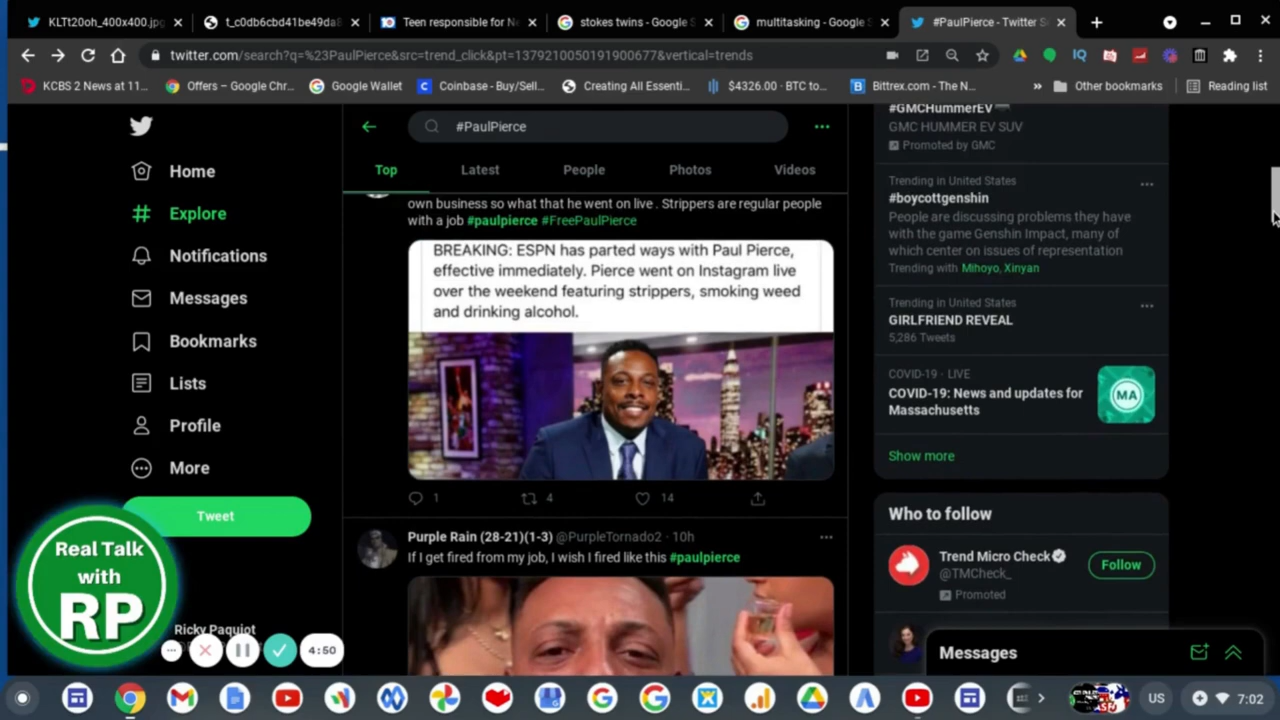 KLTt20oh_400x400.jpg
t_c0db6cbd41be49da8
Teen responsible for Ne
stokes twins - Google S
multitasking - Google S
#PaulPierce - Twitter Se
twitter.com/search?q=%23PaulPierce&src=trend_click&pt=1379210050191900677&vertical=trends
KCBS 2 News at 11...
Offers – Google Chr...
Google Wallet
Coinbase - Buy/Sell...
Creating All Essenti...
$4326.00 · BTC to...
Bittrex.com - The N...
»
Other bookmarks
Reading list
Home
Explore
Notifications
Messages
Bookmarks
Lists
Profile
More
Tweet
Real Talk
with
RP
Ricky Paquiot
4:50
#PaulPierce
Top
Latest
People
Photos
Videos
own business so what that he went on live . Strippers are regular people
with a job #paulpierce #FreePaulPierce
BREAKING: ESPN has parted ways with Paul Pierce,
effective immediately. Pierce went on Instagram live
over the weekend featuring strippers, smoking weed
and drinking alcohol.
1
4
14
Purple Rain (28-21)(1-3) @PurpleTornado2 · 10h
If I get fired from my job, I wish I fired like this #paulpierce
#GMCHummerEV
GMC HUMMER EV SUV
Promoted by GMC
Trending in United States
#boycottgenshin
People are discussing problems they have
with the game Genshin Impact, many of
which center on issues of representation
Trending with Mihoyo, Xinyan
Trending in United States
GIRLFRIEND REVEAL
5,286 Tweets
COVID-19 · LIVE
COVID-19: News and updates for
Massachusetts
MA
Show more
Who to follow
Trend Micro Check
@TMCheck_
Promoted
Follow
Messages
US
7:02